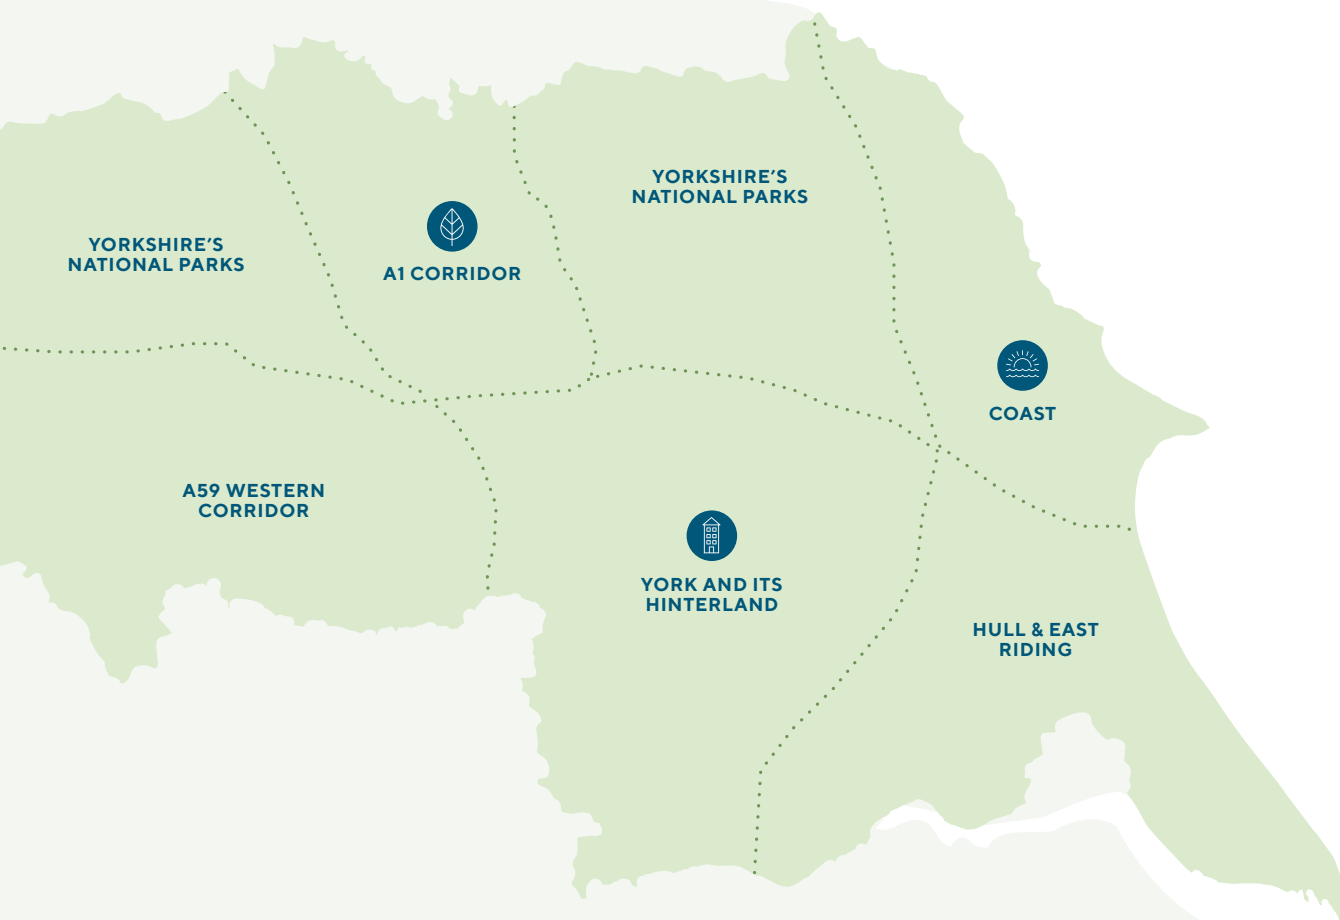 YORKSHIRE’S
NATIONAL PARKS
YORKSHIRE’S
NATIONAL PARKS
A1 CORRIDOR
COAST
A59 WESTERN
CORRIDOR
YORK AND ITS
HINTERLAND
HULL & EAST
RIDING